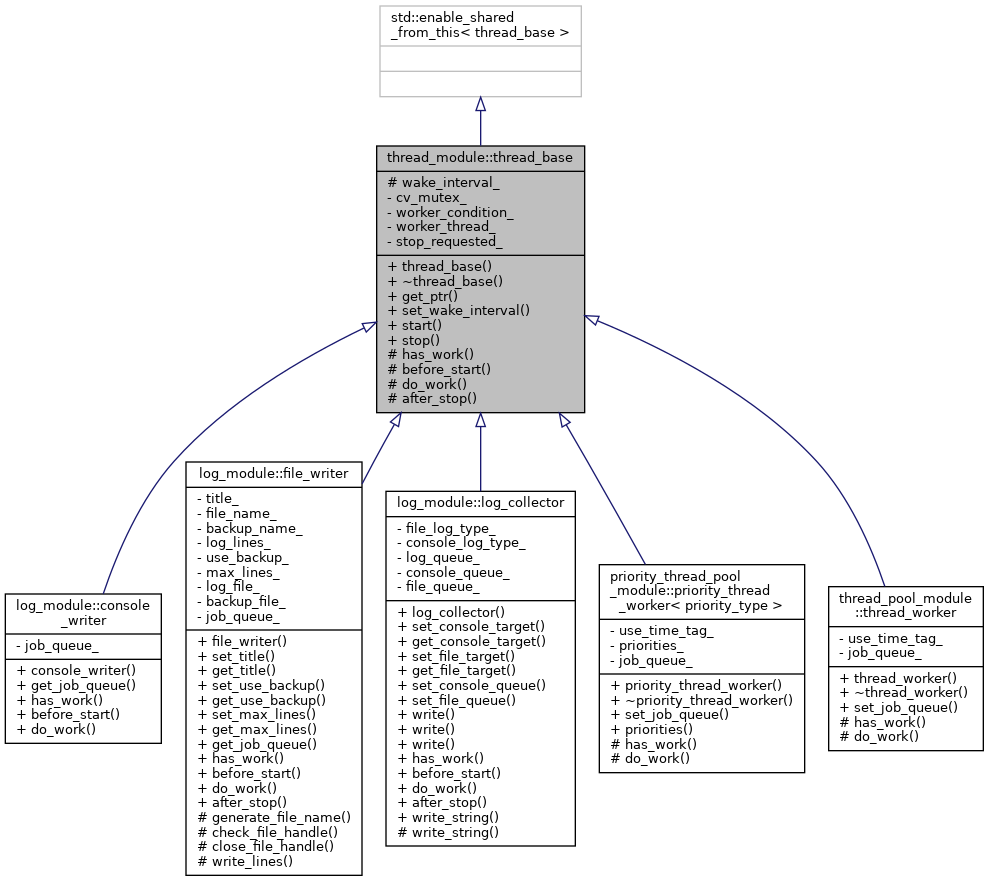 std::enable_shared
_from_this< thread_base >
thread_module::thread_base
# wake_interval_
- cv_mutex_
- worker_condition_
- worker_thread_
- stop_requested_
+ thread_base()
+ ~thread_base()
+ get_ptr()
+ set_wake_interval()
+ start()
+ stop()
# has_work()
# before_start()
# do_work()
# after_stop()
log_module::console
_writer
- job_queue_
+ console_writer()
+ get_job_queue()
+ has_work()
+ before_start()
+ do_work()
log_module::file_writer
- title_
- file_name_
- backup_name_
- log_lines_
- use_backup_
- max_lines_
- log_file_
- backup_file_
- job_queue_
+ file_writer()
+ set_title()
+ get_title()
+ set_use_backup()
+ get_use_backup()
+ set_max_lines()
+ get_max_lines()
+ get_job_queue()
+ has_work()
+ before_start()
+ do_work()
+ after_stop()
# generate_file_name()
# check_file_handle()
# close_file_handle()
# write_lines()
log_module::log_collector
- file_log_type_
- console_log_type_
- log_queue_
- console_queue_
- file_queue_
+ log_collector()
+ set_console_target()
+ get_console_target()
+ set_file_target()
+ get_file_target()
+ set_console_queue()
+ set_file_queue()
+ write()
+ write()
+ write()
+ has_work()
+ before_start()
+ do_work()
+ after_stop()
+ write_string()
# write_string()
priority_thread_pool
_module::priority_thread
_worker< priority_type >
- use_time_tag_
- priorities_
- job_queue_
+ priority_thread_worker()
+ ~priority_thread_worker()
+ set_job_queue()
+ priorities()
# has_work()
# do_work()
thread_pool_module
::thread_worker
- use_time_tag_
- job_queue_
+ thread_worker()
+ ~thread_worker()
+ set_job_queue()
# has_work()
# do_work()